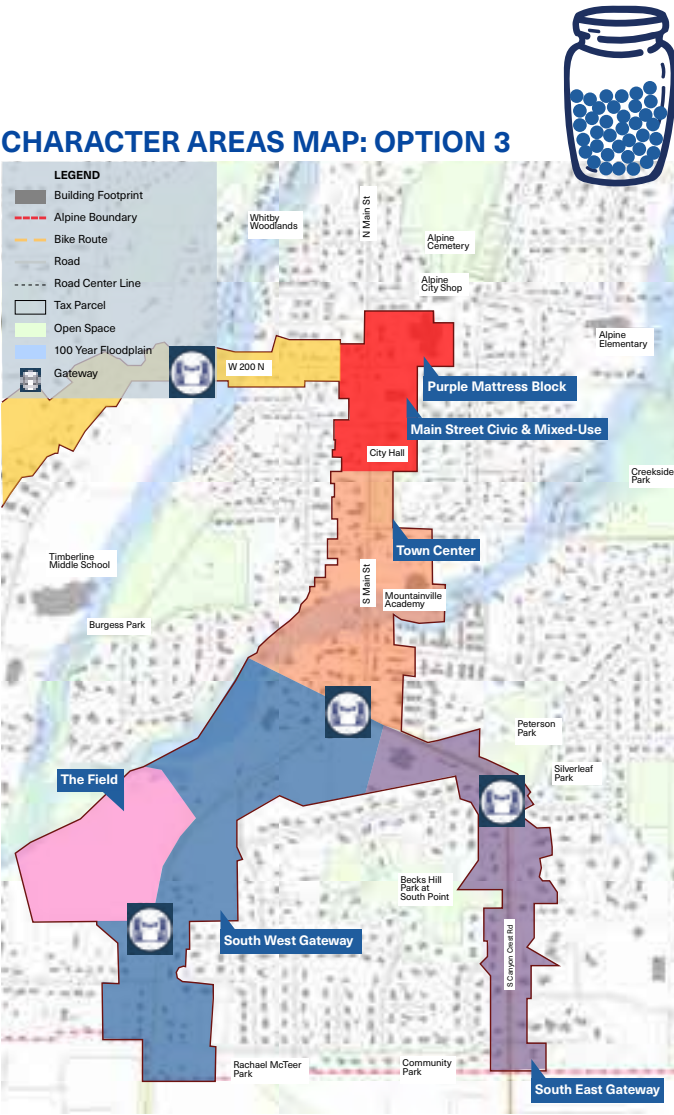 CHARACTER AREAS MAP: OPTION 3
LEGEND
Building Footprint
Alpine Boundary
Bike Route
Road
Road Center Line
Tax Parcel
Open Space
100 Year Floodplain
Gateway
Whitby
Woodlands
N Main St
Alpine
Cemetery
Alpine
City Shop
Alpine
Elementary
W 200 N
Purple Mattress Block
Main Street Civic & Mixed-Use
City Hall
Creekside
Park
Town Center
Timberline
Middle School
S Main St
Mountainville
Academy
Burgess Park
Peterson
Park
The Field
Silverleaf
Park
Becks Hill
Park at
South Point
South West Gateway
S Canyon Crest Rd
Rachael McTeer
Park
Community
Park
South East Gateway